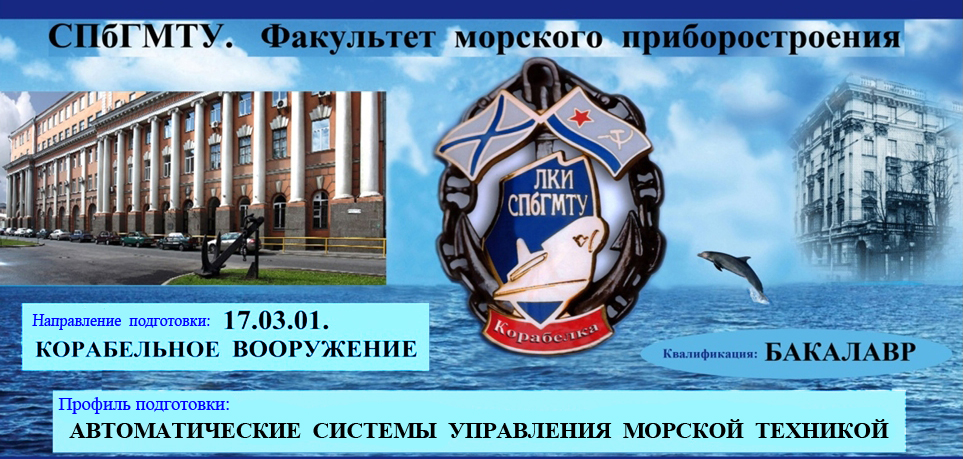 СПбГМТУ. Факультет морского приборостроения
ЛКИ
СПбГМТУ
Корабелка
Направление подготовки: 17.03.01.
КОРАБЕЛЬНОЕ ВООРУЖЕНИЕ
Квалификация: БАКАЛАВР
Профиль подготовки:
АВТОМАТИЧЕСКИЕ СИСТЕМЫ УПРАВЛЕНИЯ МОРСКОЙ ТЕХНИКОЙ